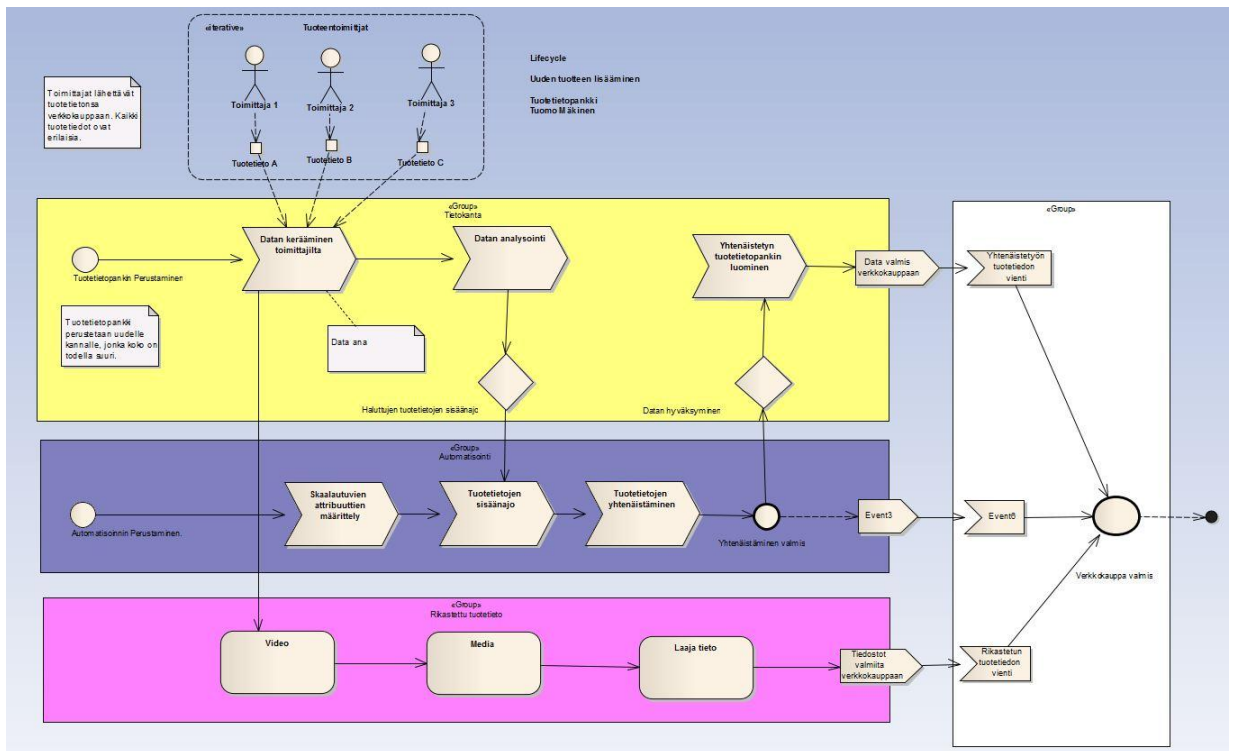 «iterative»
Tuoteentoimittjat
Toimittaja 1
Toimittaja 2
Toimittaja 3
Tuotetieto A
Tuotetieto B
Tuotetieto C
Lifecycle
Uuden tuotteen lisääminen
Tuotetietopankki
Tuomo Mäkinen
Toimittajat lähettävät
tuotetietonsa
verkkokauppaan. Kaikki
tuotetiedot ovat
erilaisia.
«Group»
Tietokanta
Tuotetietopankin Perustaminen
Datan kerääminen
toimittajilta
Datan analysointi
Yhtenäistetyn
tuotetietopankin
luominen
Data valmis
verkkokauppaan
Tuotetietopankki
perustetaan uudelle
kannalle, jonka koko on
todella suuri.
Data ana
Haluttujen tuotetietojen sisäänajo
Datan hyväksyminen
«Group»
Automatisointi
Automatisoinnin Perustaminen.
Skaalautuvien
attribuuttien
määrittely
Tuotetietojen
sisäänajo
Tuotetietojen
yhtenäistäminen
Yhtenäistäminen valmis
Event3
«Group»
Rikastettu tuotetieto
Video
Media
Laaja tieto
Tiedostot
valmiita
verkkokauppaan
«Group»
Yhtenäistetyön
tuotetiedon
vienti
Event6
Verkkokauppa valmis
Rikastetun
tuotetiedon
vienti